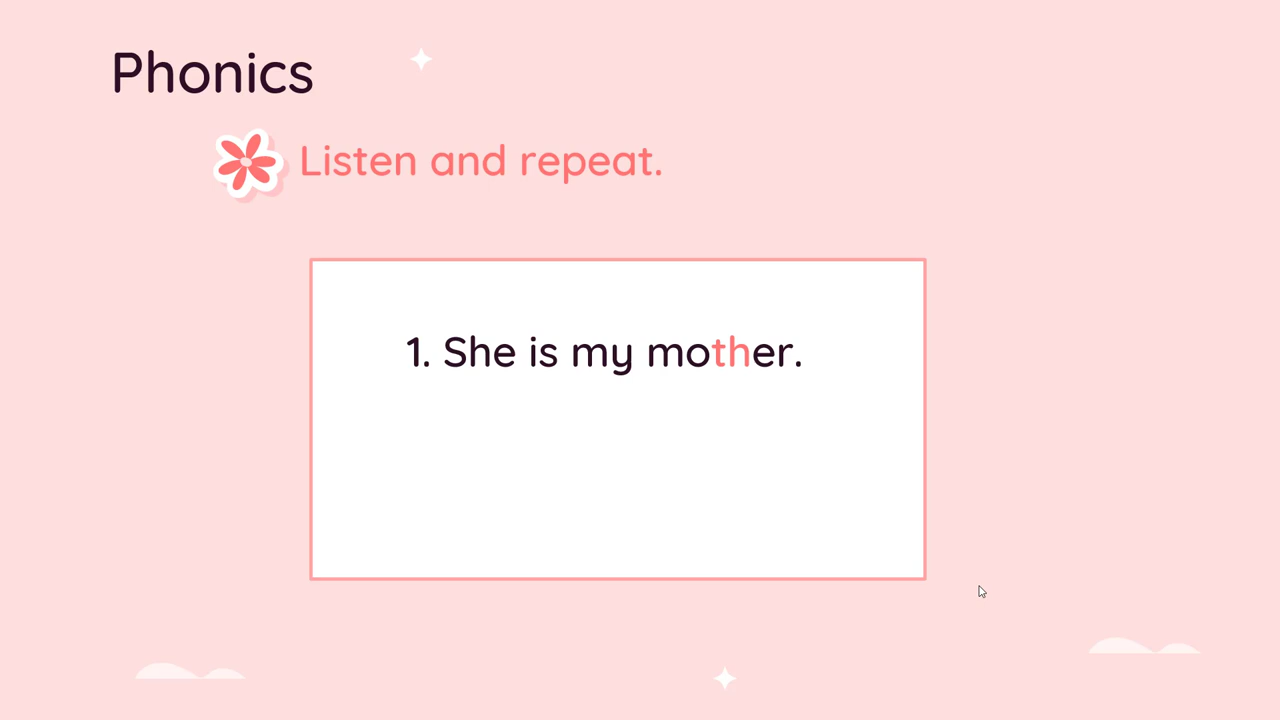 Phonics
Listen and repeat.
1. She is my mother.